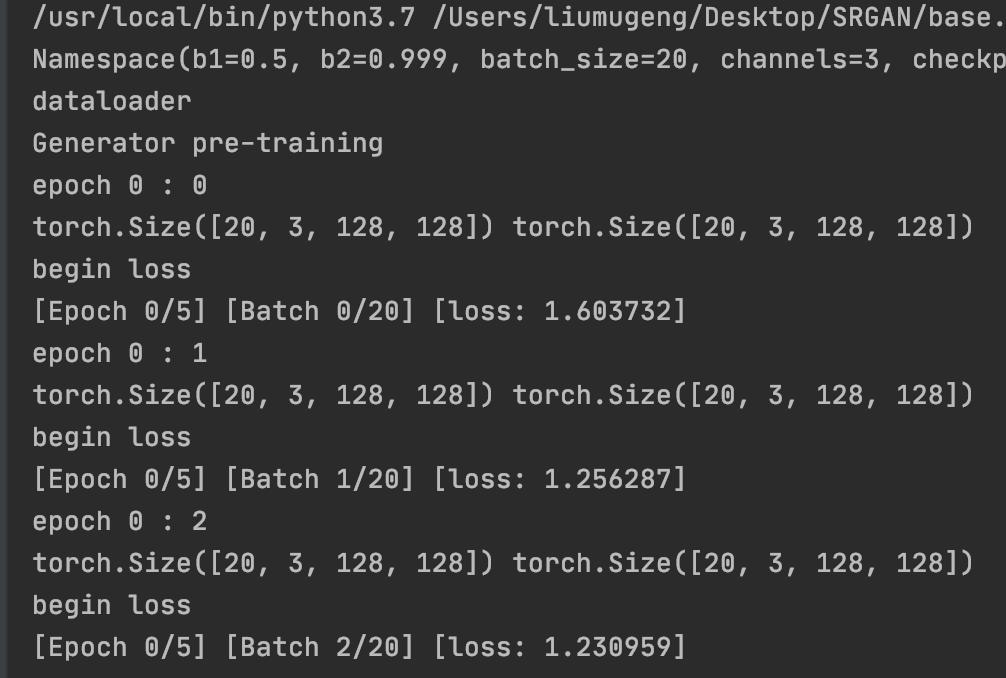 /usr/local/bin/python3.7 /Users/liumugeng/Desktop/SRGAN/base.
Namespace(b1=0.5, b2=0.999, batch_size=20, channels=3, checkp
dataloader
Generator pre-training
epoch 0 : 0
torch.Size([20, 3, 128, 128]) torch.Size([20, 3, 128, 128])
begin loss
[Epoch 0/5] [Batch 0/20] [loss: 1.603732]
epoch 0 : 1
torch.Size([20, 3, 128, 128]) torch.Size([20, 3, 128, 128])
begin loss
[Epoch 0/5] [Batch 1/20] [loss: 1.256287]
epoch 0 : 2
torch.Size([20, 3, 128, 128]) torch.Size([20, 3, 128, 128])
begin loss
[Epoch 0/5] [Batch 2/20] [loss: 1.230959]